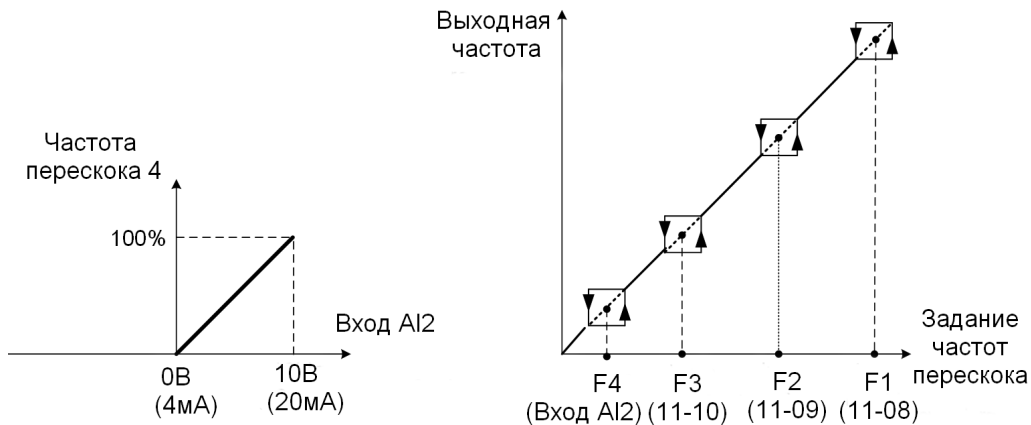 Частота
перескока 4
100%
Вход AI2
0В
(4мА)
10В
(20мА)
Выходная
частота
Задание
частот
перескока
F4
(Вход AI2)
F3
(11-10)
F2
(11-09)
F1
(11-08)